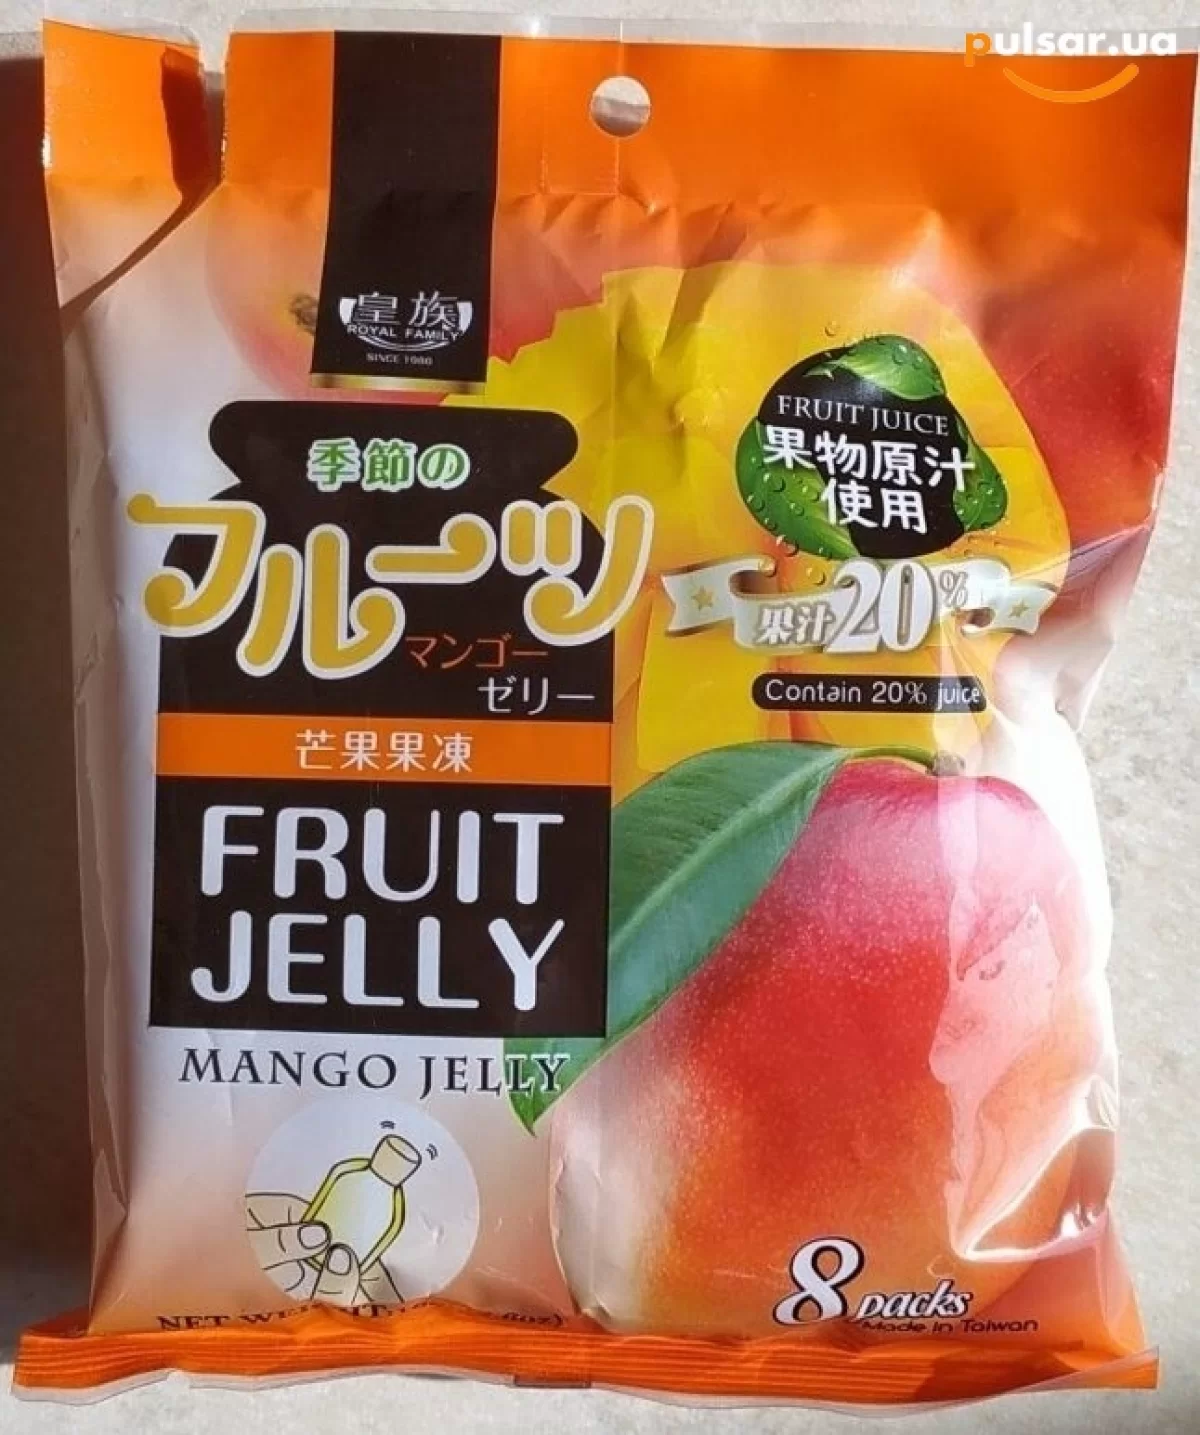 pulsar.ua
皇族
ROYAL FAMILY
SINCE 1980
季節の
フルーツ
マンゴー
ゼリー
芒果果凍
FRUIT
JELLY
MANGO JELLY
FRUIT JUICE
果物原汁
使用
果汁20%
Contain 20% juice
8 packs
Made in Taiwan
NET